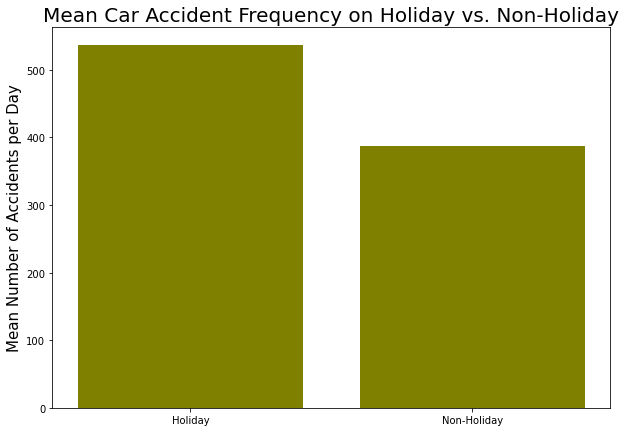 Mean Car Accident Frequency on Holiday vs. Non-Holiday
Mean Number of Accidents per Day
500
400
300
200
100
0
Holiday
Non-Holiday